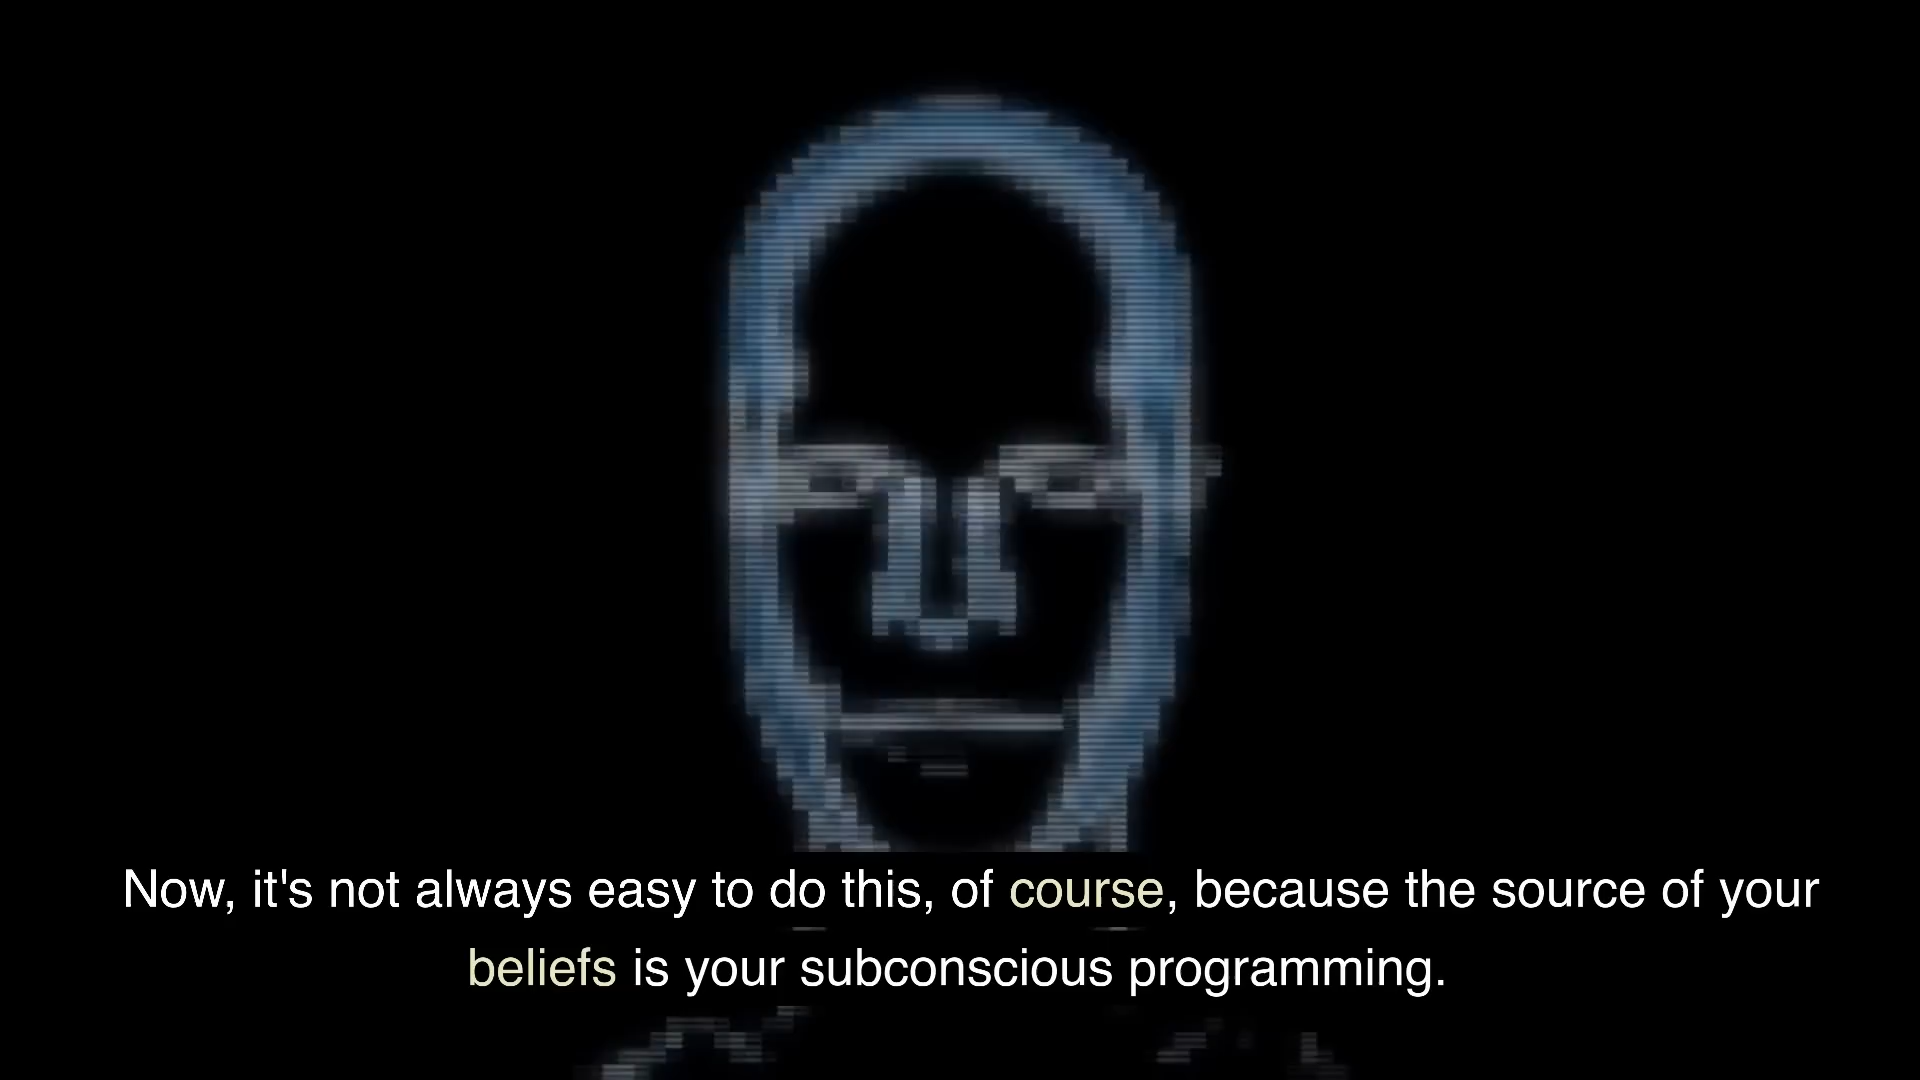 Now, it's not always easy to do this, of course, because the source of your
beliefs is your subconscious programming.